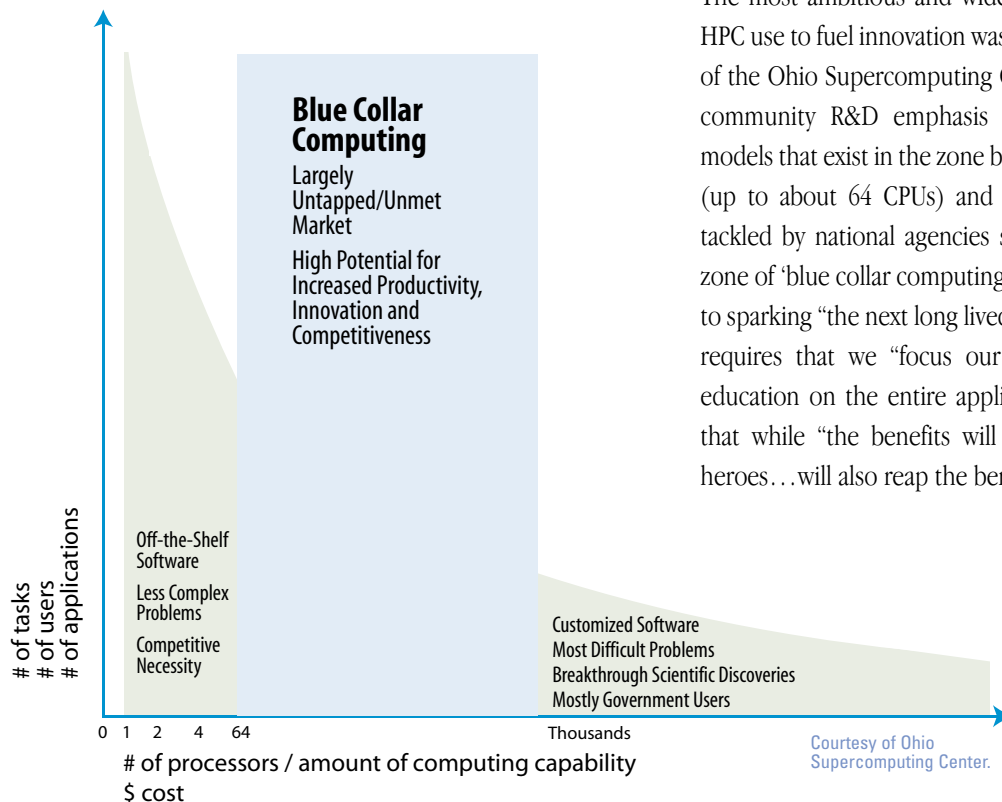 The most ambitious and wide
HPC use to fuel innovation was
of the Ohio Supercomputing
community R&D emphasis
models that exist in the zone b
(up to about 64 CPUs) and
tackled by national agencies s
zone of ‘blue collar computing
to sparking “the next long lived
requires that we “focus our
education on the entire appli
that while “the benefits will
heroes…will also reap the ben
Blue Collar
Computing
Largely
Untapped/Unmet
Market
High Potential for
Increased Productivity,
Innovation and
Competitiveness
Off-the-Shelf
Software
Less Complex
Problems
Competitive
Necessity
Customized Software
Most Difficult Problems
Breakthrough Scientific Discoveries
Mostly Government Users
# of tasks
# of users
# of applications
0 1 2 4 64 Thousands
# of processors / amount of computing capability
$ cost
Courtesy of Ohio
Supercomputing Center.